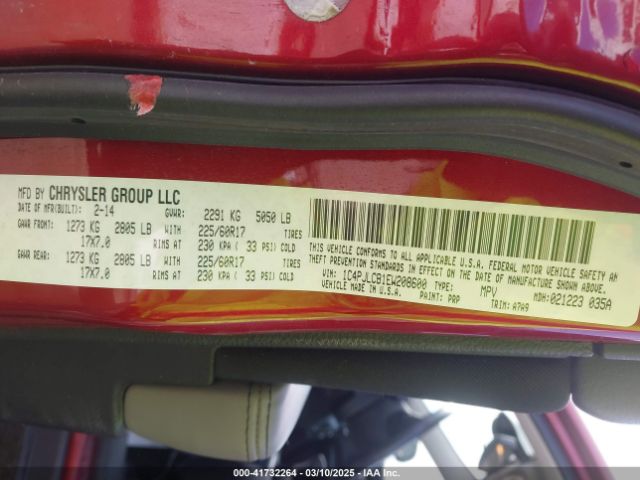 MFD BY CHRYSLER GROUP LLC
DATE OF MFR(BUILT): 2-14 GVWR: 2291 KG 5050 LB
GAWR FRONT: 1273 KG 2805 LB WITH 225/60R17 TIRES
17X7.0 RIMS AT 230 KPA ( 33 PSI) COLD
GAWR REAR: 1273 KG 2805 LB WITH 225/60R17 TIRES
17X7.0 RIMS AT 230 KPA ( 33 PSI) COLD
THIS VEHICLE CONFORMS TO ALL APPLICABLE U.S.A. FEDERAL MOTOR VEHICLE SAFETY AN
THEFT PREVENTION STANDARDS IN EFFECT ON THE DATE OF MANUFACTURE SHOWN ABOVE.
VIN: 1C4PJLCB1EW208600 TYPE: MPV MDH: 021223 035A
VEHICLE MADE IN U.S.A. PAINT: PRP TRIM: A7A9
00-41732264 - 03/10/2025 - IAA Inc.